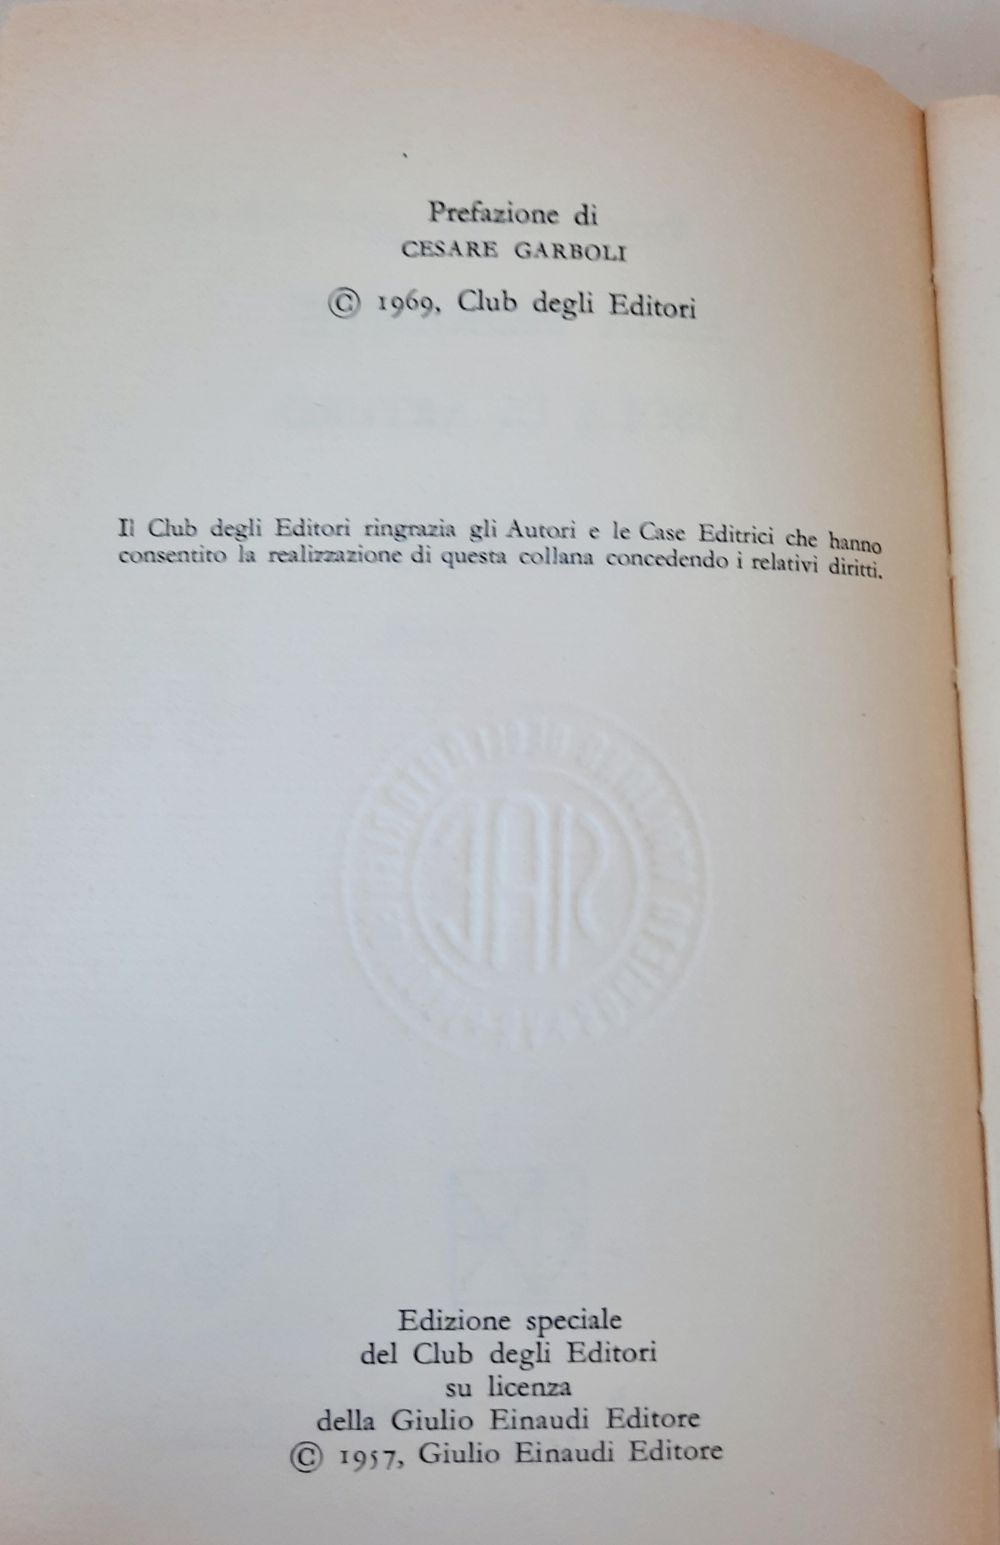 Prefazione di
CESARE GARBOLI
© 1969, Club degli Editori
Il Club degli Editori ringrazia gli Autori e le Case Editrici che hanno
consentito la realizzazione di questa collana concedendo i relativi diritti.
Edizione speciale
del Club degli Editori
su licenza
della Giulio Einaudi Editore
© 1957, Giulio Einaudi Editore